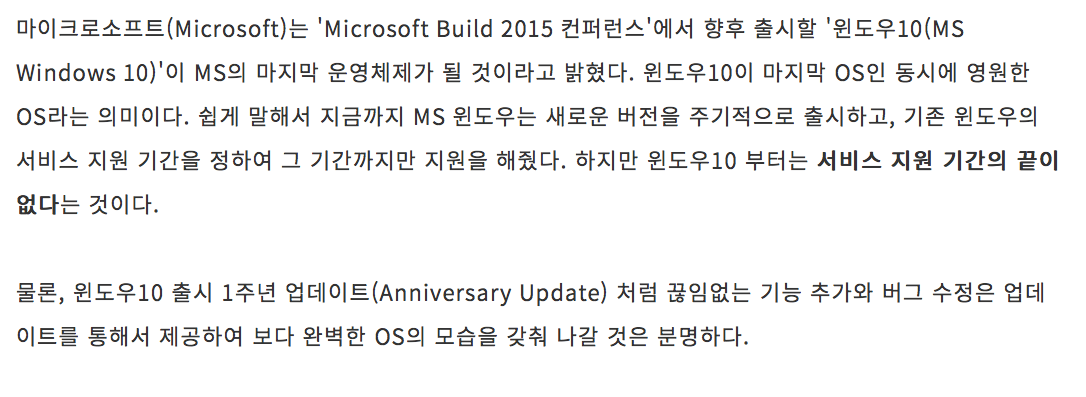 마이크로소프트(Microsoft)는 'Microsoft Build 2015 컨퍼런스'에서 향후 출시할 '윈도우10(MS
Windows 10)'이 MS의 마지막 운영체제가 될 것이라고 밝혔다. 윈도우10이 마지막 OS인 동시에 영원한
OS라는 의미이다. 쉽게 말해서 지금까지 MS 윈도우는 새로운 버전을 주기적으로 출시하고, 기존 윈도우의
서비스 지원 기간을 정하여 그 기간까지만 지원을 해줬다. 하지만 윈도우10 부터는 서비스 지원 기간의 끝이
없다는 것이다.
물론, 윈도우10 출시 1주년 업데이트(Anniversary Update) 처럼 끊임없는 기능 추가와 버그 수정은 업데
이트를 통해서 제공하여 보다 완벽한 OS의 모습을 갖춰 나갈 것은 분명하다.